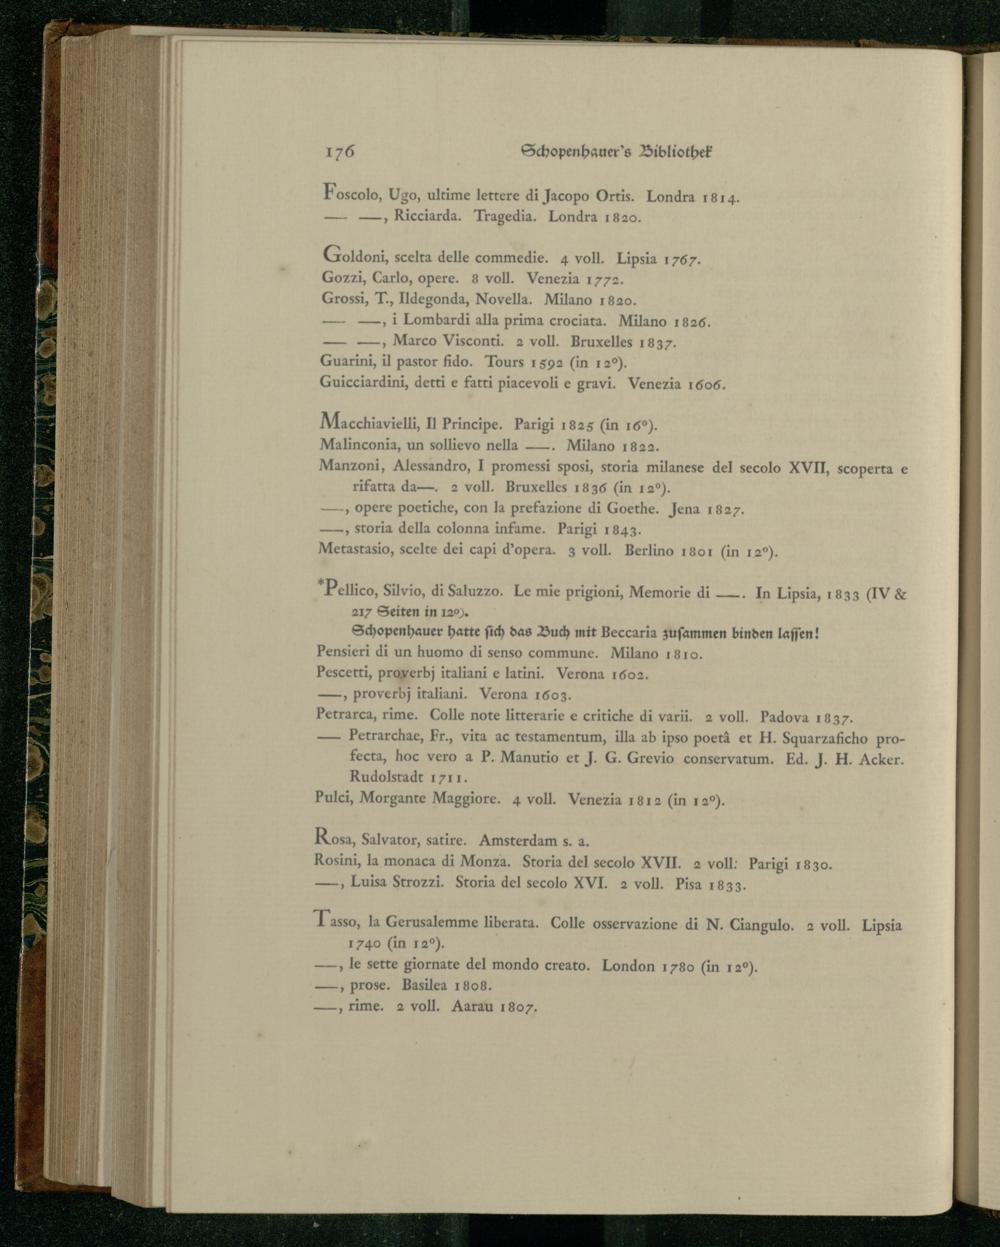 176 Schopenhauer's Bibliothek
Foscolo, Ugo, ultime lettere di Jacopo Ortis. Londra 1814.
— —, Ricciarda. Tragedia. Londra 1820.
Goldoni, scelta delle commedie. 4 voll. Lipsia 1767.
Gozzi, Carlo, opere. 8 voll. Venezia 1772.
Grossi, T., Ildegonda, Novella. Milano 1820.
— —, i Lombardi alla prima crociata. Milano 1826.
— —, Marco Visconti. 2 voll. Bruxelles 1837.
Guarini, il pastor fido. Tours 1592 (in 12⁰).
Guicciardini, detti e fatti piacevoli e gravi. Venezia 1606.
Macchiavielli, Il Principe. Parigi 1825 (in 16⁰).
Malinconia, un sollievo nella —. Milano 1822.
Manzoni, Alessandro, I promessi sposi, storia milanese del secolo XVII, scoperta e
rifatta da—. 2 voll. Bruxelles 1836 (in 12⁰).
—, opere poetiche, con la prefazione di Goethe. Jena 1827.
—, storia della colonna infame. Parigi 1843.
Metastasio, scelte dei capi d'opera. 3 voll. Berlino 1801 (in 12⁰).
*Pellico, Silvio, di Saluzzo. Le mie prigioni, Memorie di —. In Lipsia, 1833 (IV &
217 Seiten in 12⁰).
Schopenhauer hatte sich das Buch mit Beccaria zusammen binden lassen!
Pensieri di un huomo di senso commune. Milano 1810.
Pescetti, proverbj italiani e latini. Verona 1602.
—, proverbj italiani. Verona 1603.
Petrarca, rime. Colle note litterarie e critiche di varii. 2 voll. Padova 1837.
— Petrarchae, Fr., vita ac testamentum, illa ab ipso poetâ et H. Squarzaficho pro-
fecta, hoc vero a P. Manutio et J. G. Grevio conservatum. Ed. J. H. Acker.
Rudolstadt 1711.
Pulci, Morgante Maggiore. 4 voll. Venezia 1812 (in 12⁰).
Rosa, Salvator, satire. Amsterdam s. a.
Rosini, la monaca di Monza. Storia del secolo XVII. 2 voll. Parigi 1830.
—, Luisa Strozzi. Storia del secolo XVI. 2 voll. Pisa 1833.
Tasso, la Gerusalemme liberata. Colle osservazione di N. Ciangulo. 2 voll. Lipsia
1740 (in 12⁰).
—, le sette giornate del mondo creato. London 1780 (in 12⁰).
—, prose. Basilea 1808.
—, rime. 2 voll. Aarau 1807.